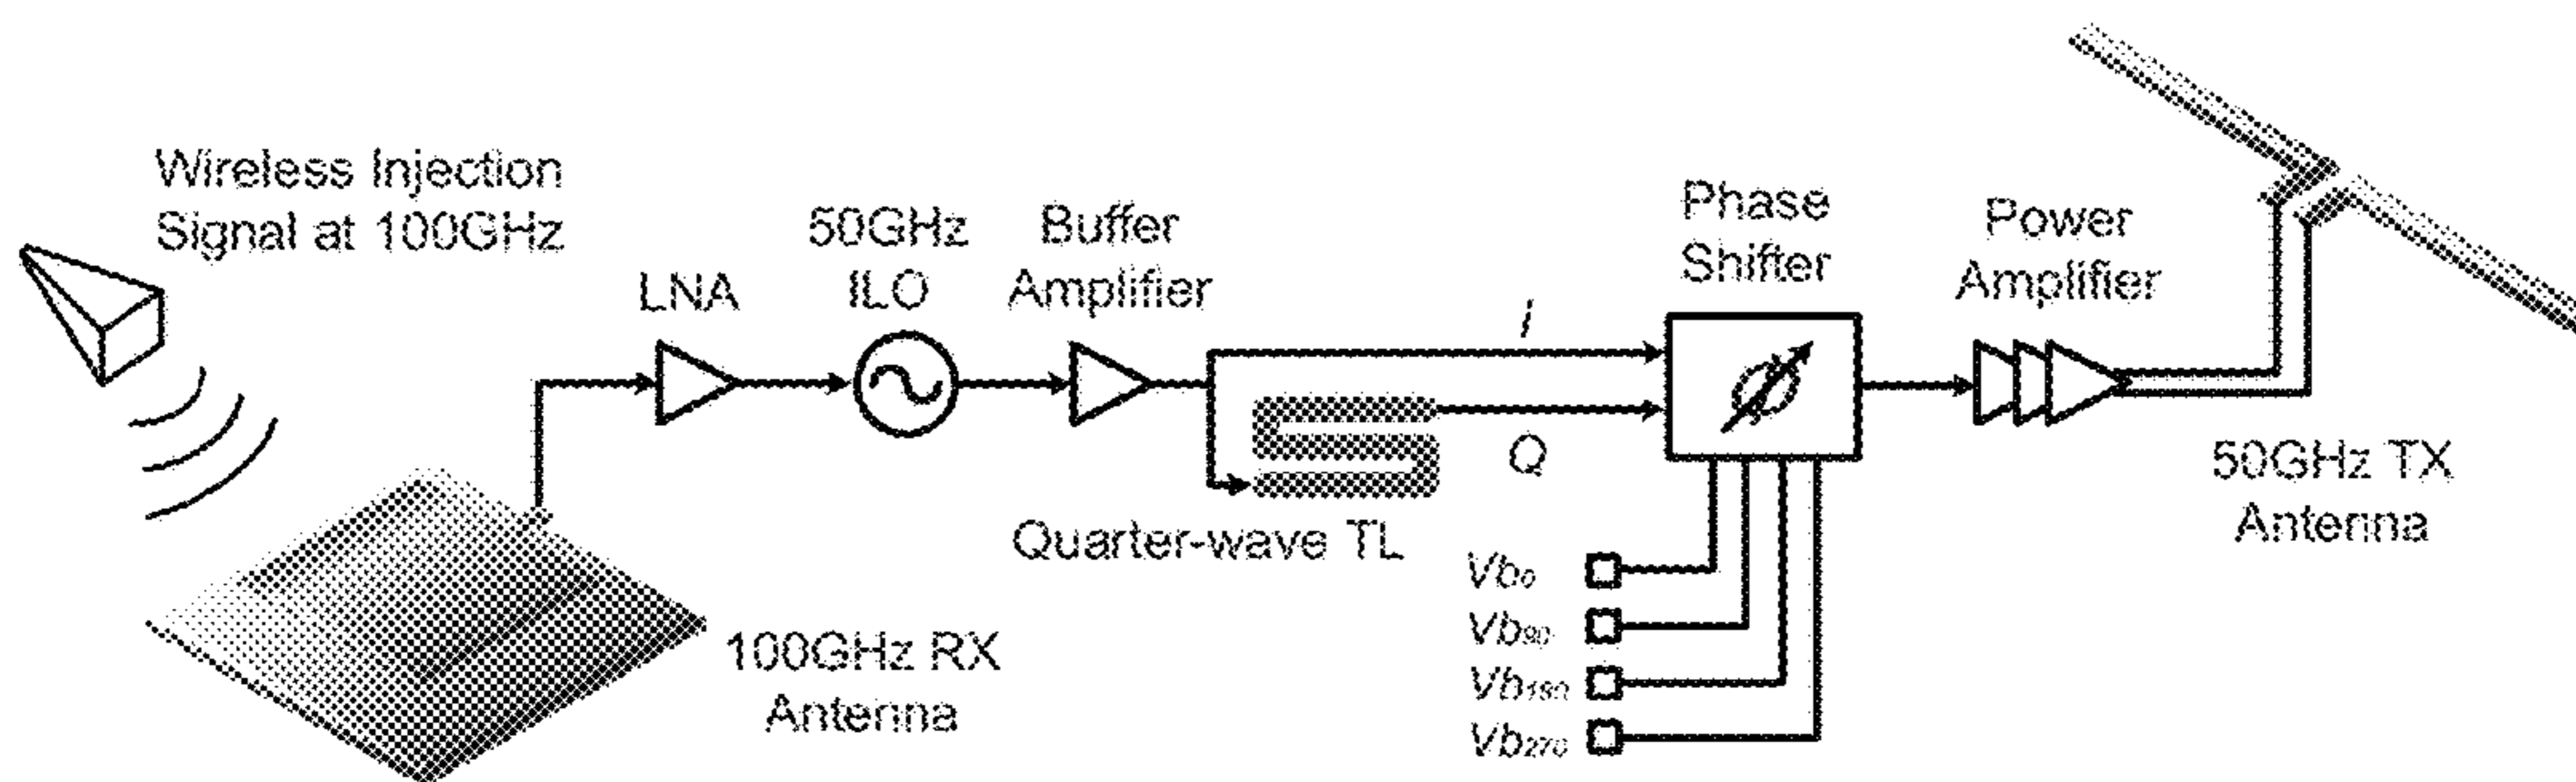 Wireless Injection
Signal at 100GHz
LNA
50GHz
ILO
Buffer
Amplifier
I
Q
Quarter-wave TL
Phase
Shifter
Power
Amplifier
50GHz TX
Antenna
100GHz RX
Antenna
Vb0
Vb90
Vb180
Vb270